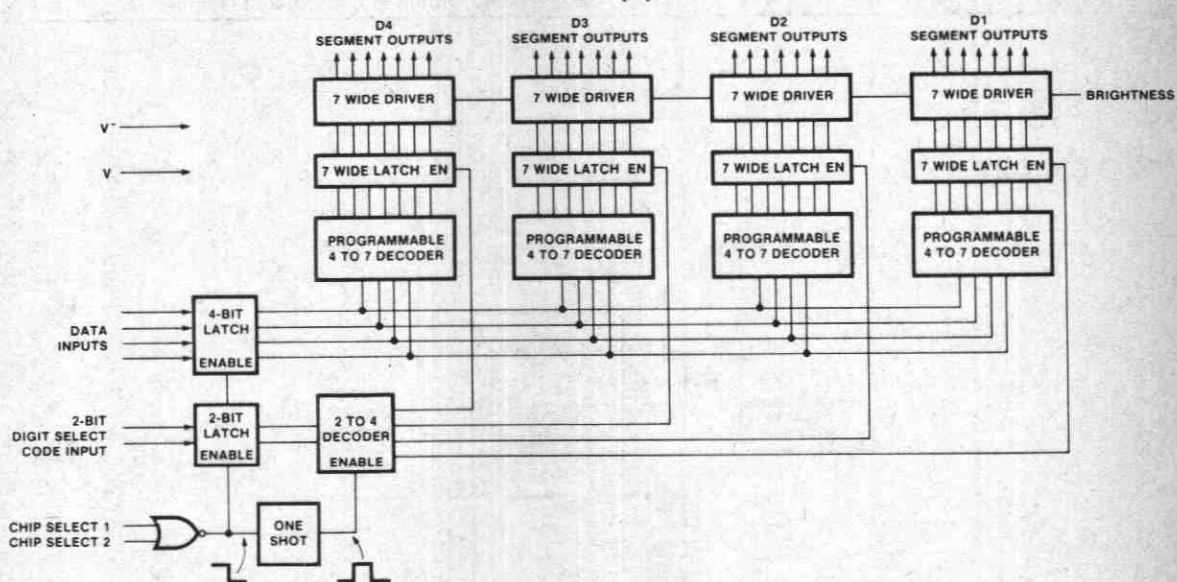 D4
SEGMENT OUTPUTS
D3
SEGMENT OUTPUTS
D2
SEGMENT OUTPUTS
D1
SEGMENT OUTPUTS
7 WIDE DRIVER
7 WIDE DRIVER
7 WIDE DRIVER
7 WIDE DRIVER
BRIGHTNESS
V-
V
7 WIDE LATCH EN
7 WIDE LATCH EN
7 WIDE LATCH EN
7 WIDE LATCH EN
PROGRAMMABLE
4 TO 7 DECODER
PROGRAMMABLE
4 TO 7 DECODER
PROGRAMMABLE
4 TO 7 DECODER
PROGRAMMABLE
4 TO 7 DECODER
DATA
INPUTS
4-BIT
LATCH
ENABLE
2-BIT
DIGIT SELECT
CODE INPUT
2-BIT
LATCH
ENABLE
2 TO 4
DECODER
ENABLE
CHIP SELECT 1
CHIP SELECT 2
ONE
SHOT